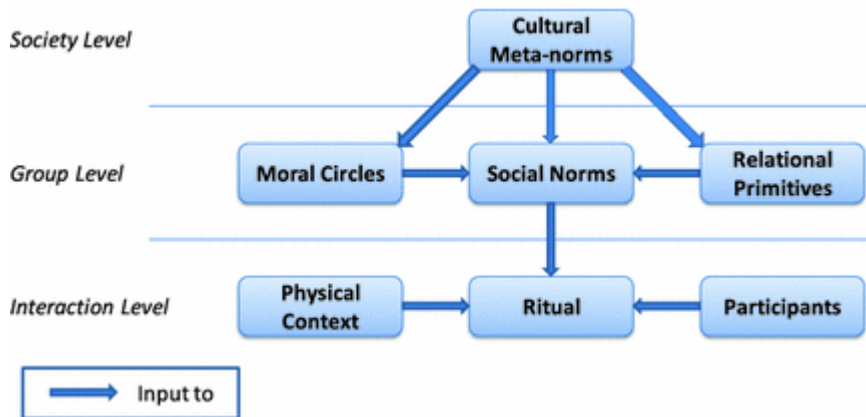 Society Level
Cultural
Meta-norms
Group Level
Moral Circles
Social Norms
Relational
Primitives
Interaction Level
Physical
Context
Ritual
Participants
Input to